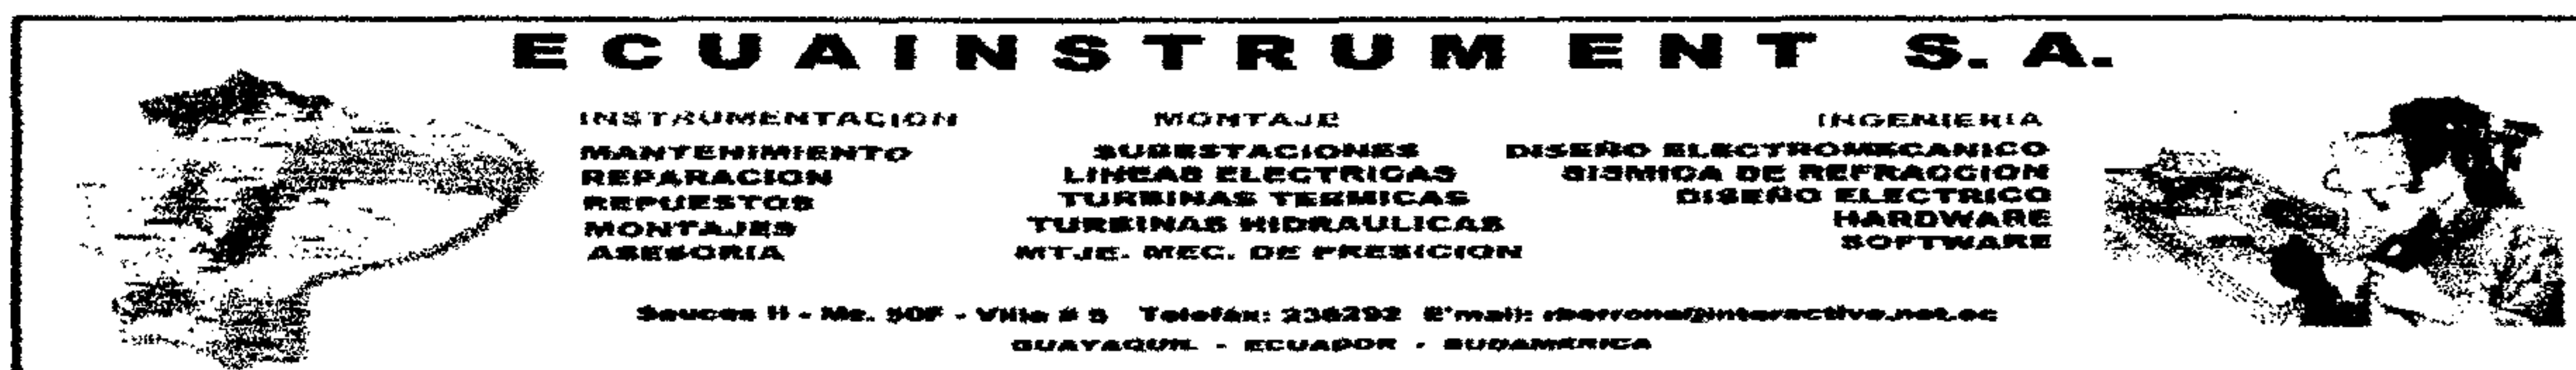 ECUAINSTRUMENT S.A.
INSTRUMENTACION MONTAJE INGENIERIA
MANTENIMIENTO SUBESTACIONES DISEÑO ELECTROMECANICO
REPARACION LINEAS ELECTRICAS SISMICA DE REFRACCION
REPUESTOS TURBINAS TERMICAS DISEÑO ELECTRICO
MONTAJES TURBINAS HIDRAULICAS HARDWARE
ASESORIA MTJE. MEC. DE PRESICION SOFTWARE
Sauces II - Mz. - Villa # 5 Telefax: 236292 E'mail:
GUAYAQUIL - ECUADOR - SUDAMERICA